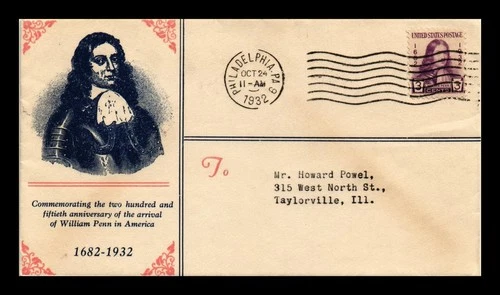 PHILADELPHIA, PA
OCT 24
11-AM
1932
UNITED STATES POSTAGE
3 3
To
Mr. Howard Powel,
315 West North St.,
Taylorville, Ill.
Commemorating the two hundred and
fiftieth anniversary of the arrival
of William Penn in America
1682-1932